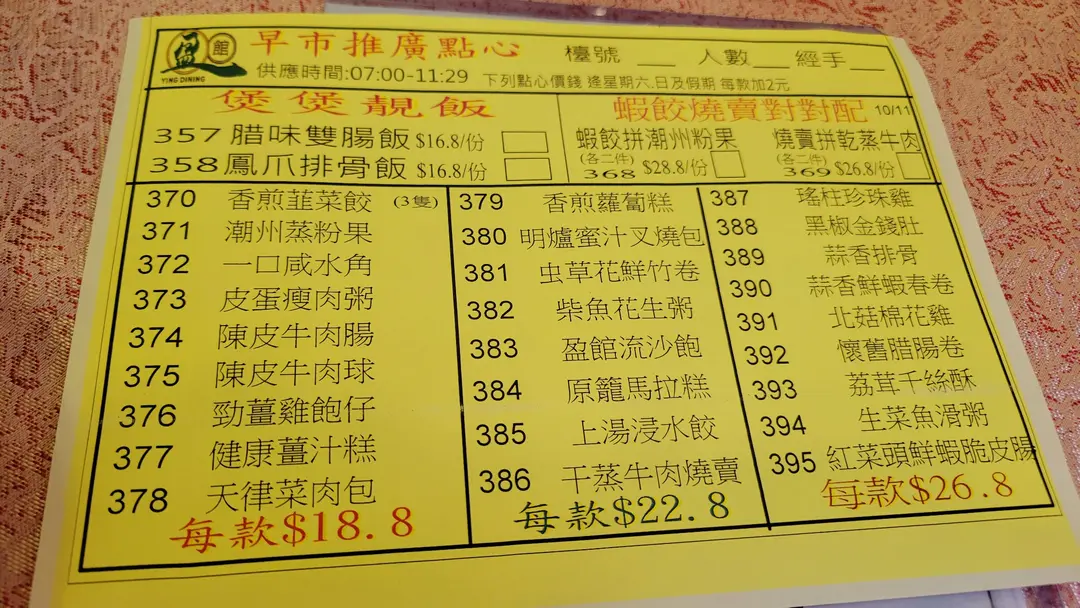 盈館
YING DINING
早市推廣點心
檯號 __ 人數 __ 經手 __
供應時間:07:00-11:29 下列點心價錢 逢星期六.日及假期 每款加2元
煲煲靚飯
357 腊味雙腸飯 $16.8/份
358 鳳爪排骨飯 $16.8/份
蝦餃燒賣對對配 10/11
蝦餃拼潮州粉果
(各二件)
368 $28.8/份
燒賣拼乾蒸牛肉
(各二件)
369 $26.8/份
370 香煎韮菜餃 (3隻)
371 潮州蒸粉果
372 一口咸水角
373 皮蛋瘦肉粥
374 陳皮牛肉腸
375 陳皮牛肉球
376 勁薑雞飽仔
377 健康薑汁糕
378 天律菜肉包
每款$18.8
379 香煎蘿蔔糕
380 明爐蜜汁叉燒包
381 虫草花鮮竹卷
382 柴魚花生粥
383 盈館流沙飽
384 原籠馬拉糕
385 上湯浸水餃
386 干蒸牛肉燒賣
每款$22.8
387 瑤柱珍珠雞
388 黑椒金錢肚
389 蒜香排骨
390 蒜香鮮蝦春卷
391 北菇棉花雞
392 懷舊腊腸卷
393 荔茸千絲酥
394 生菜魚滑粥
395 紅菜頭鮮蝦脆皮腸
每款$26.8